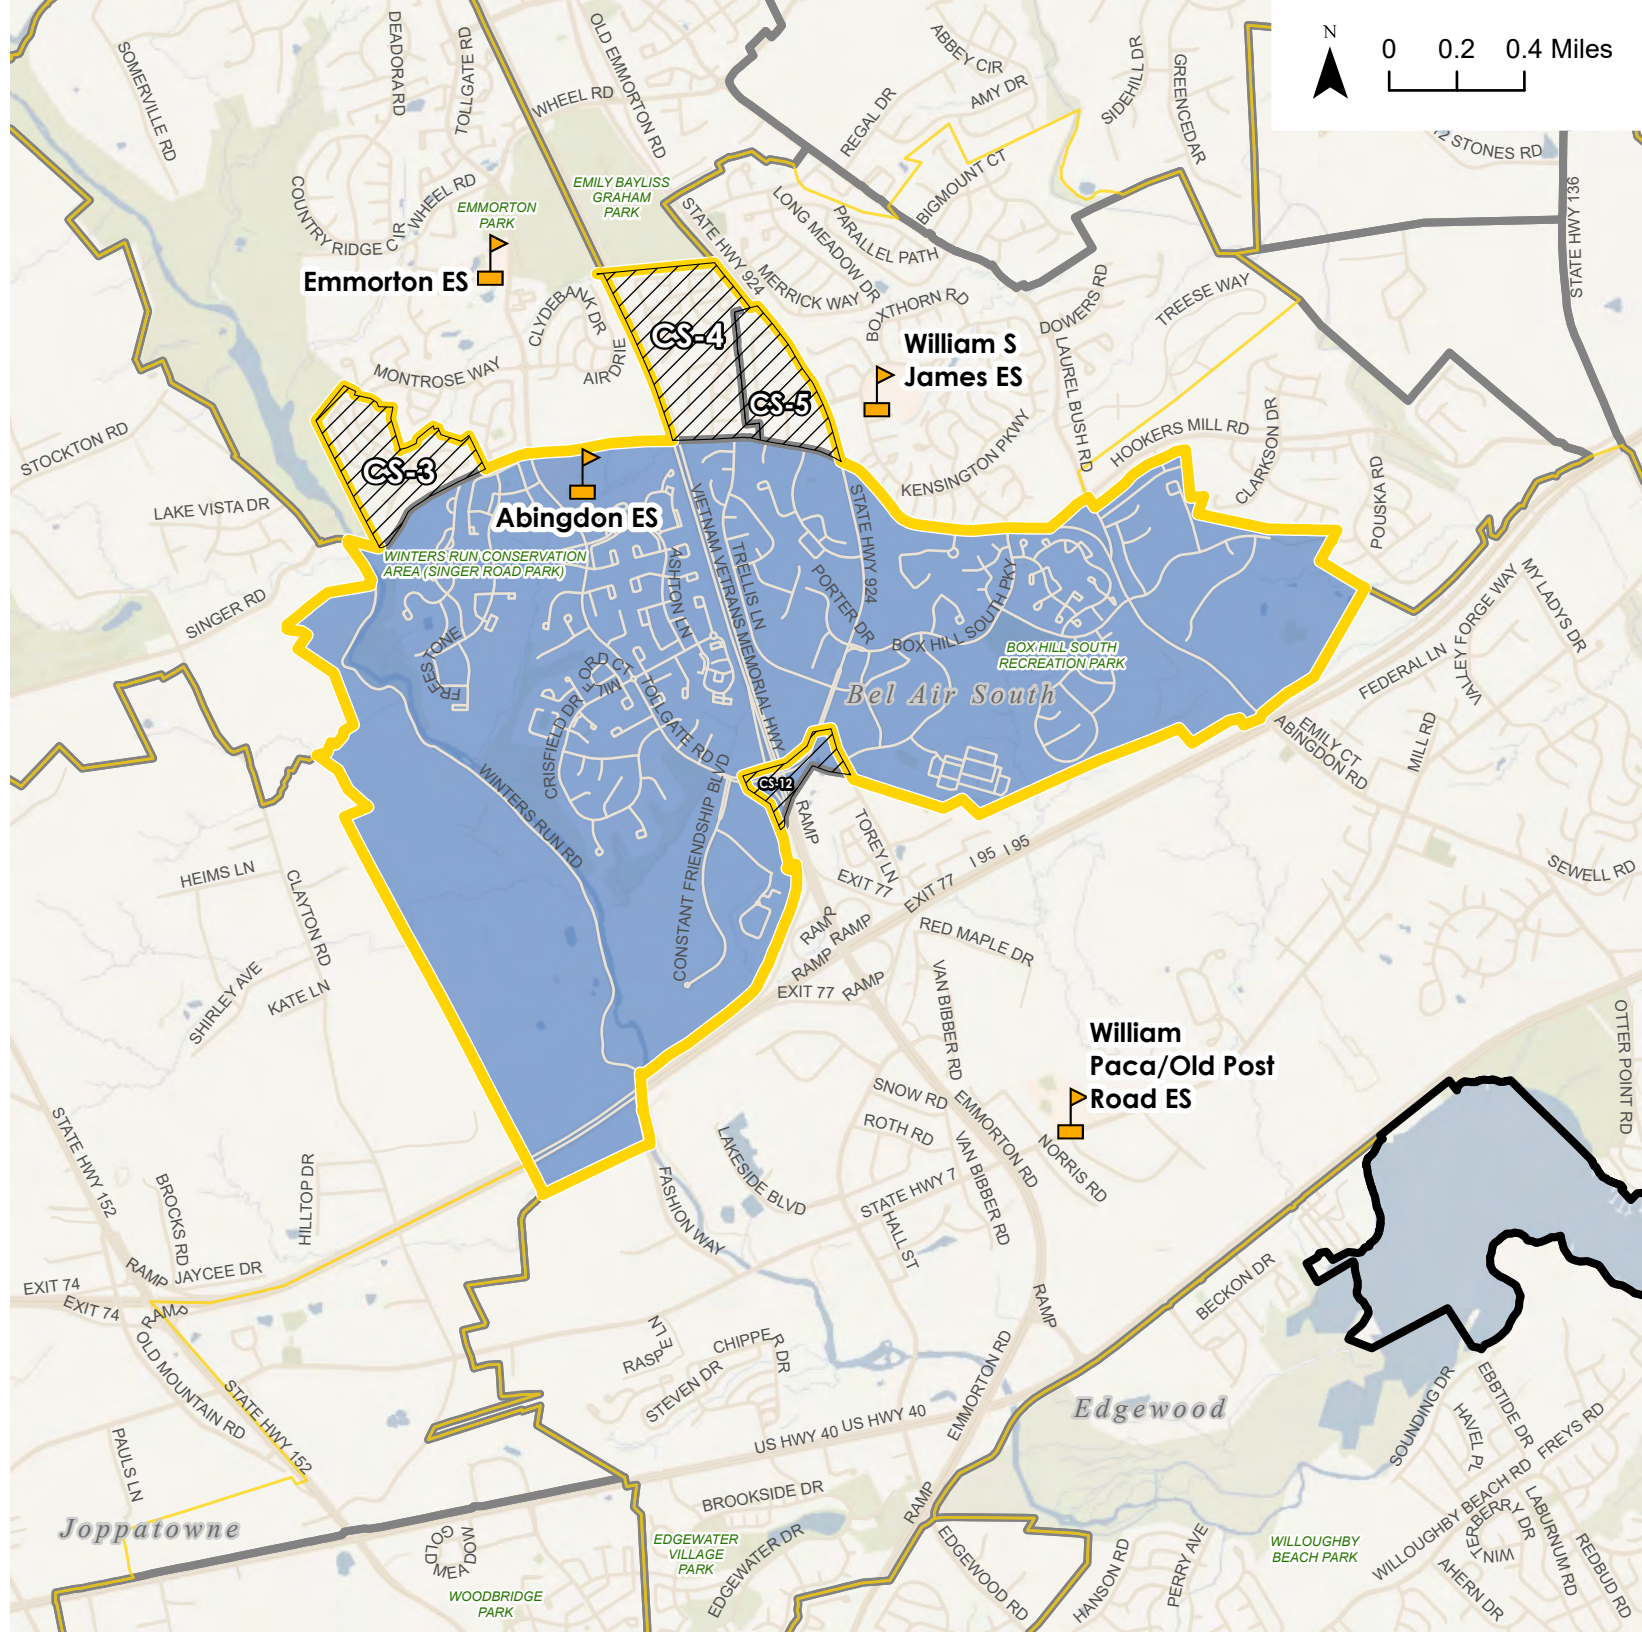 N
0 0.2 0.4 Miles
SOMERVILLE RD
DEADORA RD
TOLLGATE RD
OLD EMMORTON RD
WHEEL RD
ABBEY CIR
AMY DR
REGAL DR
SIDEHILL DR
GREENCEDAR
12 STONES RD
STATE HWY 136
BIGMOUNT CT
EMILY BAYLISS
GRAHAM
PARK
COUNTRY RIDGE CIR
WHEEL RD
EMMORTON
PARK
Emmorton ES
STATE HWY 924
LONG MEADOW DR
PARALLEL PATH
MERRICK WAY
BOXTHORN RD
DOWERS RD
TREESE WAY
CLYDEBANK DR
AIRDRIE
MONTROSE WAY
CS-4
CS-5
William S
James ES
LAUREL BUSH RD
HOOKERS MILL RD
CLARKSON DR
KENSINGTON PKWY
POUSKA RD
STOCKTON RD
LAKE VISTA DR
CS-3
Abingdon ES
WINTERS RUN CONSERVATION
AREA (SINGER ROAD PARK)
SINGER RD
VIETNAM VETRANS MEMORIAL HWY
TRELLIS LN
ASHTON LN
PORTER DR
STATE HWY 924
BOX HILL SOUTH PKY
BOX HILL SOUTH
RECREATION PARK
Bel Air South
MY LADYS DR
VALLEY FORGE WAY
FEDERAL LN
FREESTONE
MILFORD CT
CRISFIELD DR
TOLLGATE RD
CS-12
WINTERS RUN RD
CONSTANT FRIENDSHIP BLVD
EMILY CT
ABINGDON RD
MILL RD
RAMP
TOREY LN
EXIT 77
EXIT 77
I 95 I 95
SEWELL RD
HEIMS LN
CLAYTON RD
SHIRLEY AVE
KATE LN
RAMP
RAMP
RAMP
EXIT 77
RAMP
RED MAPLE DR
VAN BIBBER RD
OTTER POINT RD
William
Paca/Old Post
Road ES
SNOW RD
ROTH RD
EMMORTON RD
VAN BIBBER RD
NORRIS RD
STATE HWY 7
HALL ST
LAKESIDE BLVD
FASHION WAY
STATE HWY 152
BROCKS RD
HILLTOP DR
JAYCEE DR
RAMP
EXIT 74
EXIT 74
RAMP
OLD MOUNTAIN RD
STATE HWY 152
BECKON DR
RAMP
RASPE LN
CHIPPER DR
STEVEN DR
EMMORTON RD
US HWY 40 US HWY 40
Edgewood
SOUNDING DR
EBBTIDE DR
HAVEL PL
FREYS RD
PAULS LN
Joppatowne
BROOKSIDE DR
RAMP
GOLD MEADOW
EDGEWATER
VILLAGE
PARK
EDGEWATER DR
WOODBRIDGE
PARK
EDGEWOOD RD
HANSON RD
PERRY AVE
WILLOUGHBY
BEACH PARK
WILLOUGHBY BEACH RD
WINTERBERRY DR
LABURNUM RD
REDBUD RD
AHERN DR